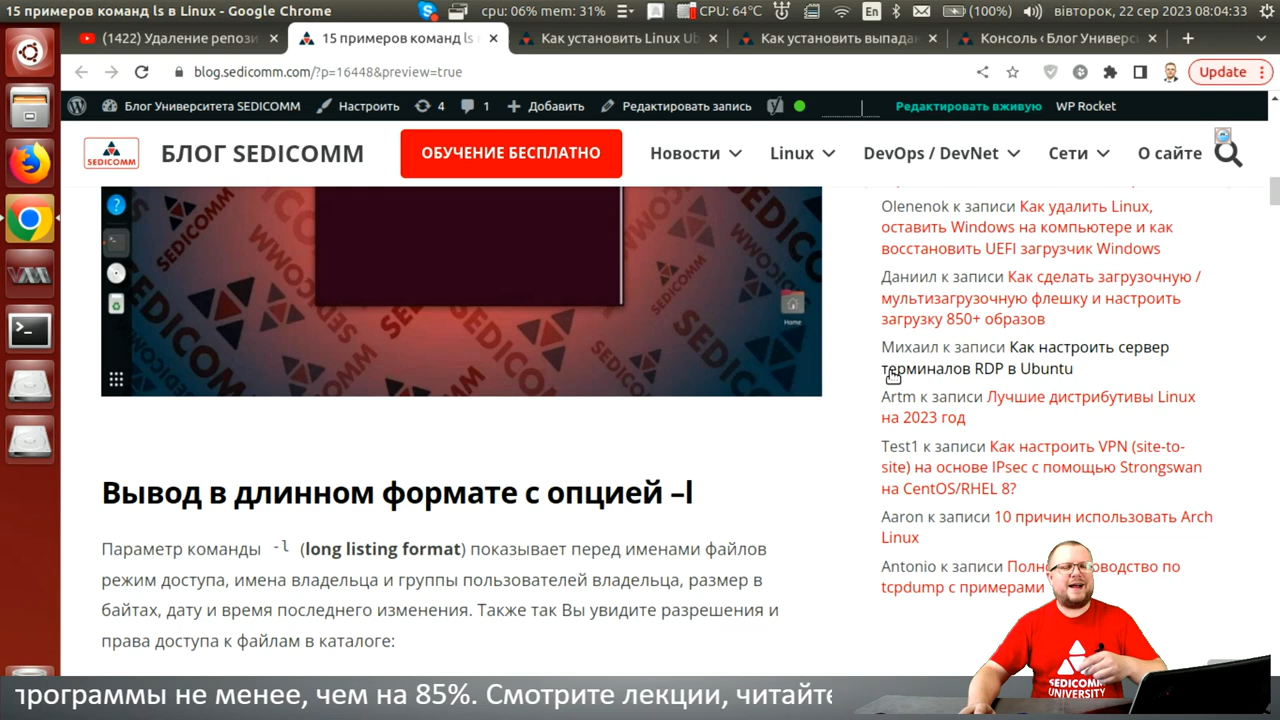 15 примеров команд ls в Linux - Google Chrome
cpu: 06% mem: 31%
CPU: 64°C
En
(100%)
вівторок, 22 сер 2023 08:04:33
(1422) Удаление репози
15 примеров команд ls в
Как установить Linux Ub
Как установить выпада
Консоль ‹ Блог Универс
blog.sedicomm.com/?p=16448&preview=true
Update
Блог Университета SEDICOMM
Настроить
4
1
Добавить
Редактировать запись
Редактировать вживую
WP Rocket
SEDICOMM
БЛОГ SEDICOMM
ОБУЧЕНИЕ БЕСПЛАТНО
Новости
Linux
DevOps / DevNet
Сети
О сайте
SEDICOMM
Home
Вывод в длинном формате с опцией –l
Параметр команды -l (long listing format) показывает перед именами файлов
режим доступа, имена владельца и группы пользователей владельца, размер в
байтах, дату и время последнего изменения. Также так Вы увидите разрешения и
права доступа к файлам в каталоге:
Olenenok к записи Как удалить Linux,
оставить Windows на компьютере и как
восстановить UEFI загрузчик Windows
Даниил к записи Как сделать загрузочную /
мультизагрузочную флешку и настроить
загрузку 850+ образов
Михаил к записи Как настроить сервер
терминалов RDP в Ubuntu
Artm к записи Лучшие дистрибутивы Linux
на 2023 год
Test1 к записи Как настроить VPN (site-to-
site) на основе IPsec с помощью Strongswan
на CentOS/RHEL 8?
Aaron к записи 10 причин использовать Arch
Linux
Antonio к записи Полно оводство по
tcpdump с примерами
SEDICOMM
UNIVERSITY
программы не менее, чем на 85%. Смотрите лекции, читайте